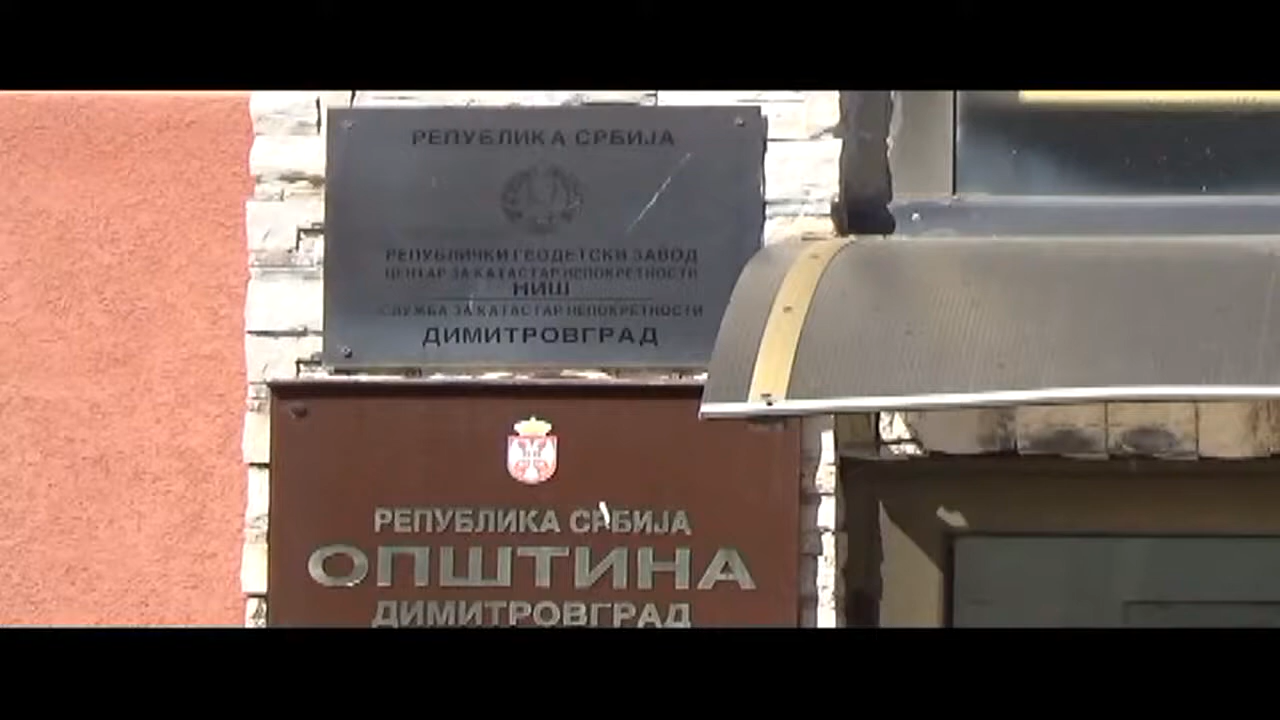 РЕПУБЛИКА СРБИЈА
РЕПУБЛИЧКИ ГЕОДЕТСКИ ЗАВОД
ЦЕНТАР ЗА КАТАСТАР НЕПОКРЕТНОСТИ
НИШ
СЛУЖБА ЗА КАТАСТАР НЕПОКРЕТНОСТИ
ДИМИТРОВГРАД
РЕПУБЛИКА СРБИЈА
ОПШТИНА
ДИМИТРОВГРАД